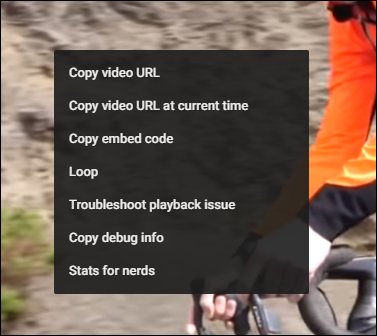 Copy video URL
Copy video URL at current time
Copy embed code
Loop
Troubleshoot playback issue
Copy debug info
Stats for nerds